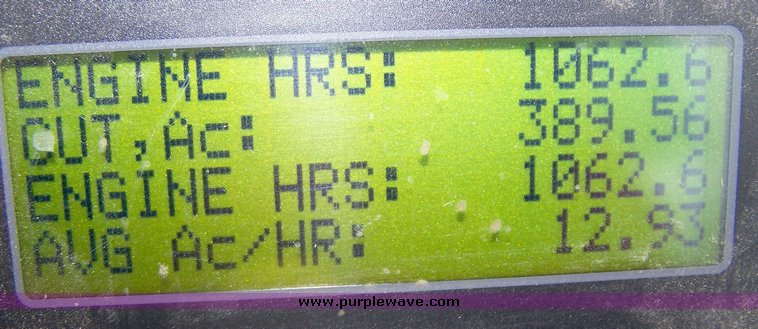 ENGINE HRS: 1062.6
CUT,Ac: 389.56
ENGINE HRS: 1062.6
AVG Ac/HR: 12.93
www.purplewave.com